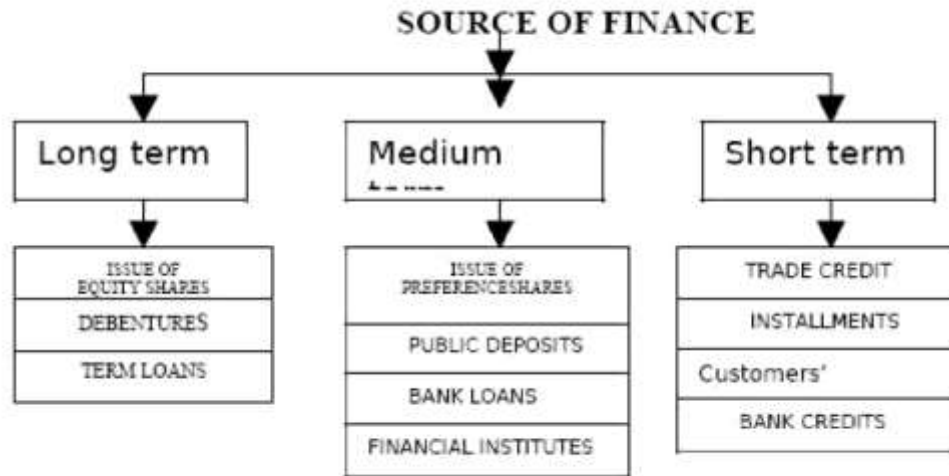 SOURCE OF FINANCE
Long term
Medium
Short term
ISSUE OF
EQUITY SHARES
DEBENTURES
TERM LOANS
ISSUE OF
PREFERENCESHARES
PUBLIC DEPOSITS
BANK LOANS
FINANCIAL INSTITUTES
TRADE CREDIT
INSTALLMENTS
Customers’
BANK CREDITS